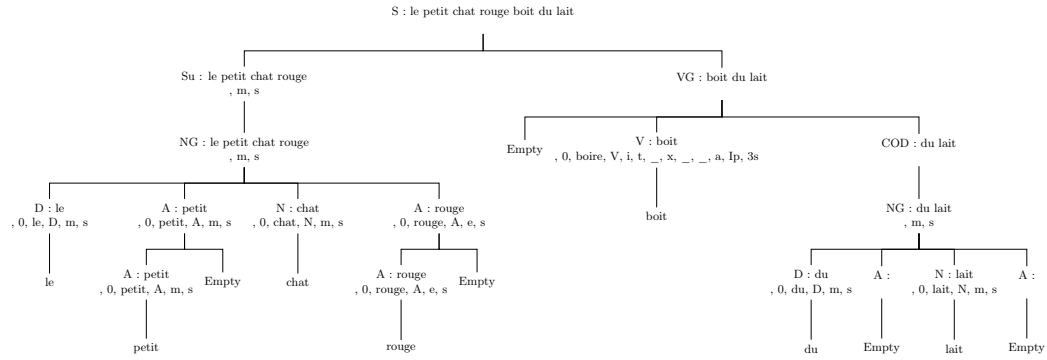 S : le petit chat rouge boit du lait
Su : le petit chat rouge
, m, s
VG : boit du lait
NG : le petit chat rouge
, m, s
Empty
V : boit
, 0, boire, V, i, t, _, x, _, _, a, Ip, 3s
COD : du lait
D : le
, 0, le, D, m, s
A : petit
, 0, petit, A, m, s
N : chat
, 0, chat, N, m, s
A : rouge
, 0, rouge, A, e, s
boit
NG : du lait
, m, s
le
A : petit
, 0, petit, A, m, s
Empty
chat
A : rouge
, 0, rouge, A, e, s
Empty
D : du
, 0, du, D, m, s
A :
N : lait
, 0, lait, N, m, s
A :
petit
rouge
du
Empty
lait
Empty